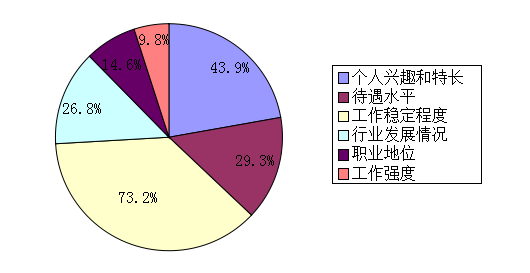 9.8%
14.6%
43.9%
26.8%
29.3%
73.2%
个人兴趣和特长
待遇水平
工作稳定程度
行业发展情况
职业地位
工作强度